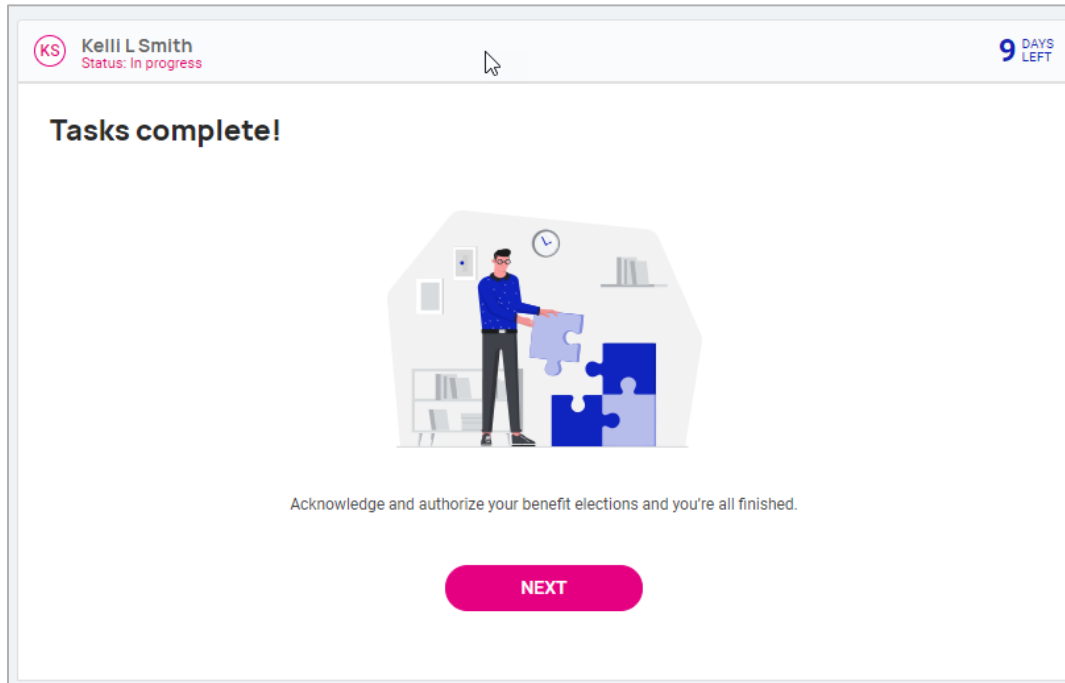 KS
Kelli L Smith
Status: In progress
9 DAYS LEFT
Tasks complete!
Acknowledge and authorize your benefit elections and you're all finished.
NEXT